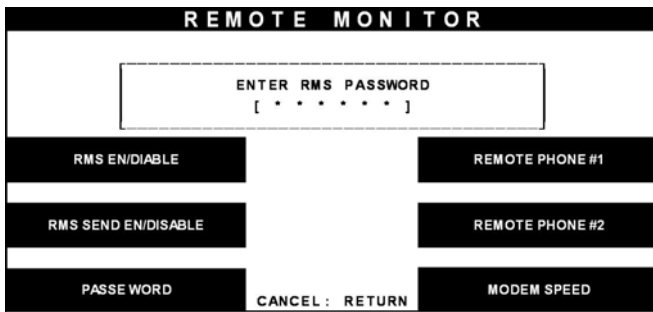 REMOTE MONITOR
ENTER RMS PASSWORD
[ * * * * * * ]
RMS EN/DIABLE
REMOTE PHONE #1
RMS SEND EN/DISABLE
REMOTE PHONE #2
PASSE WORD
CANCEL : RETURN
MODEM SPEED